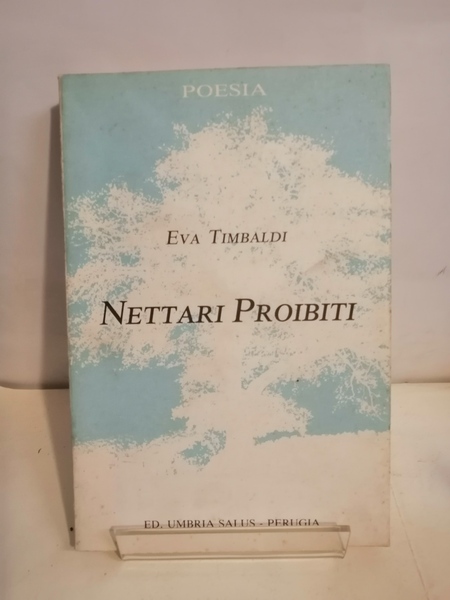 POESIA
EVA TIMBALDI
NETTARI PROIBITI
ED. UMBRIA SALUS - PERUGIA